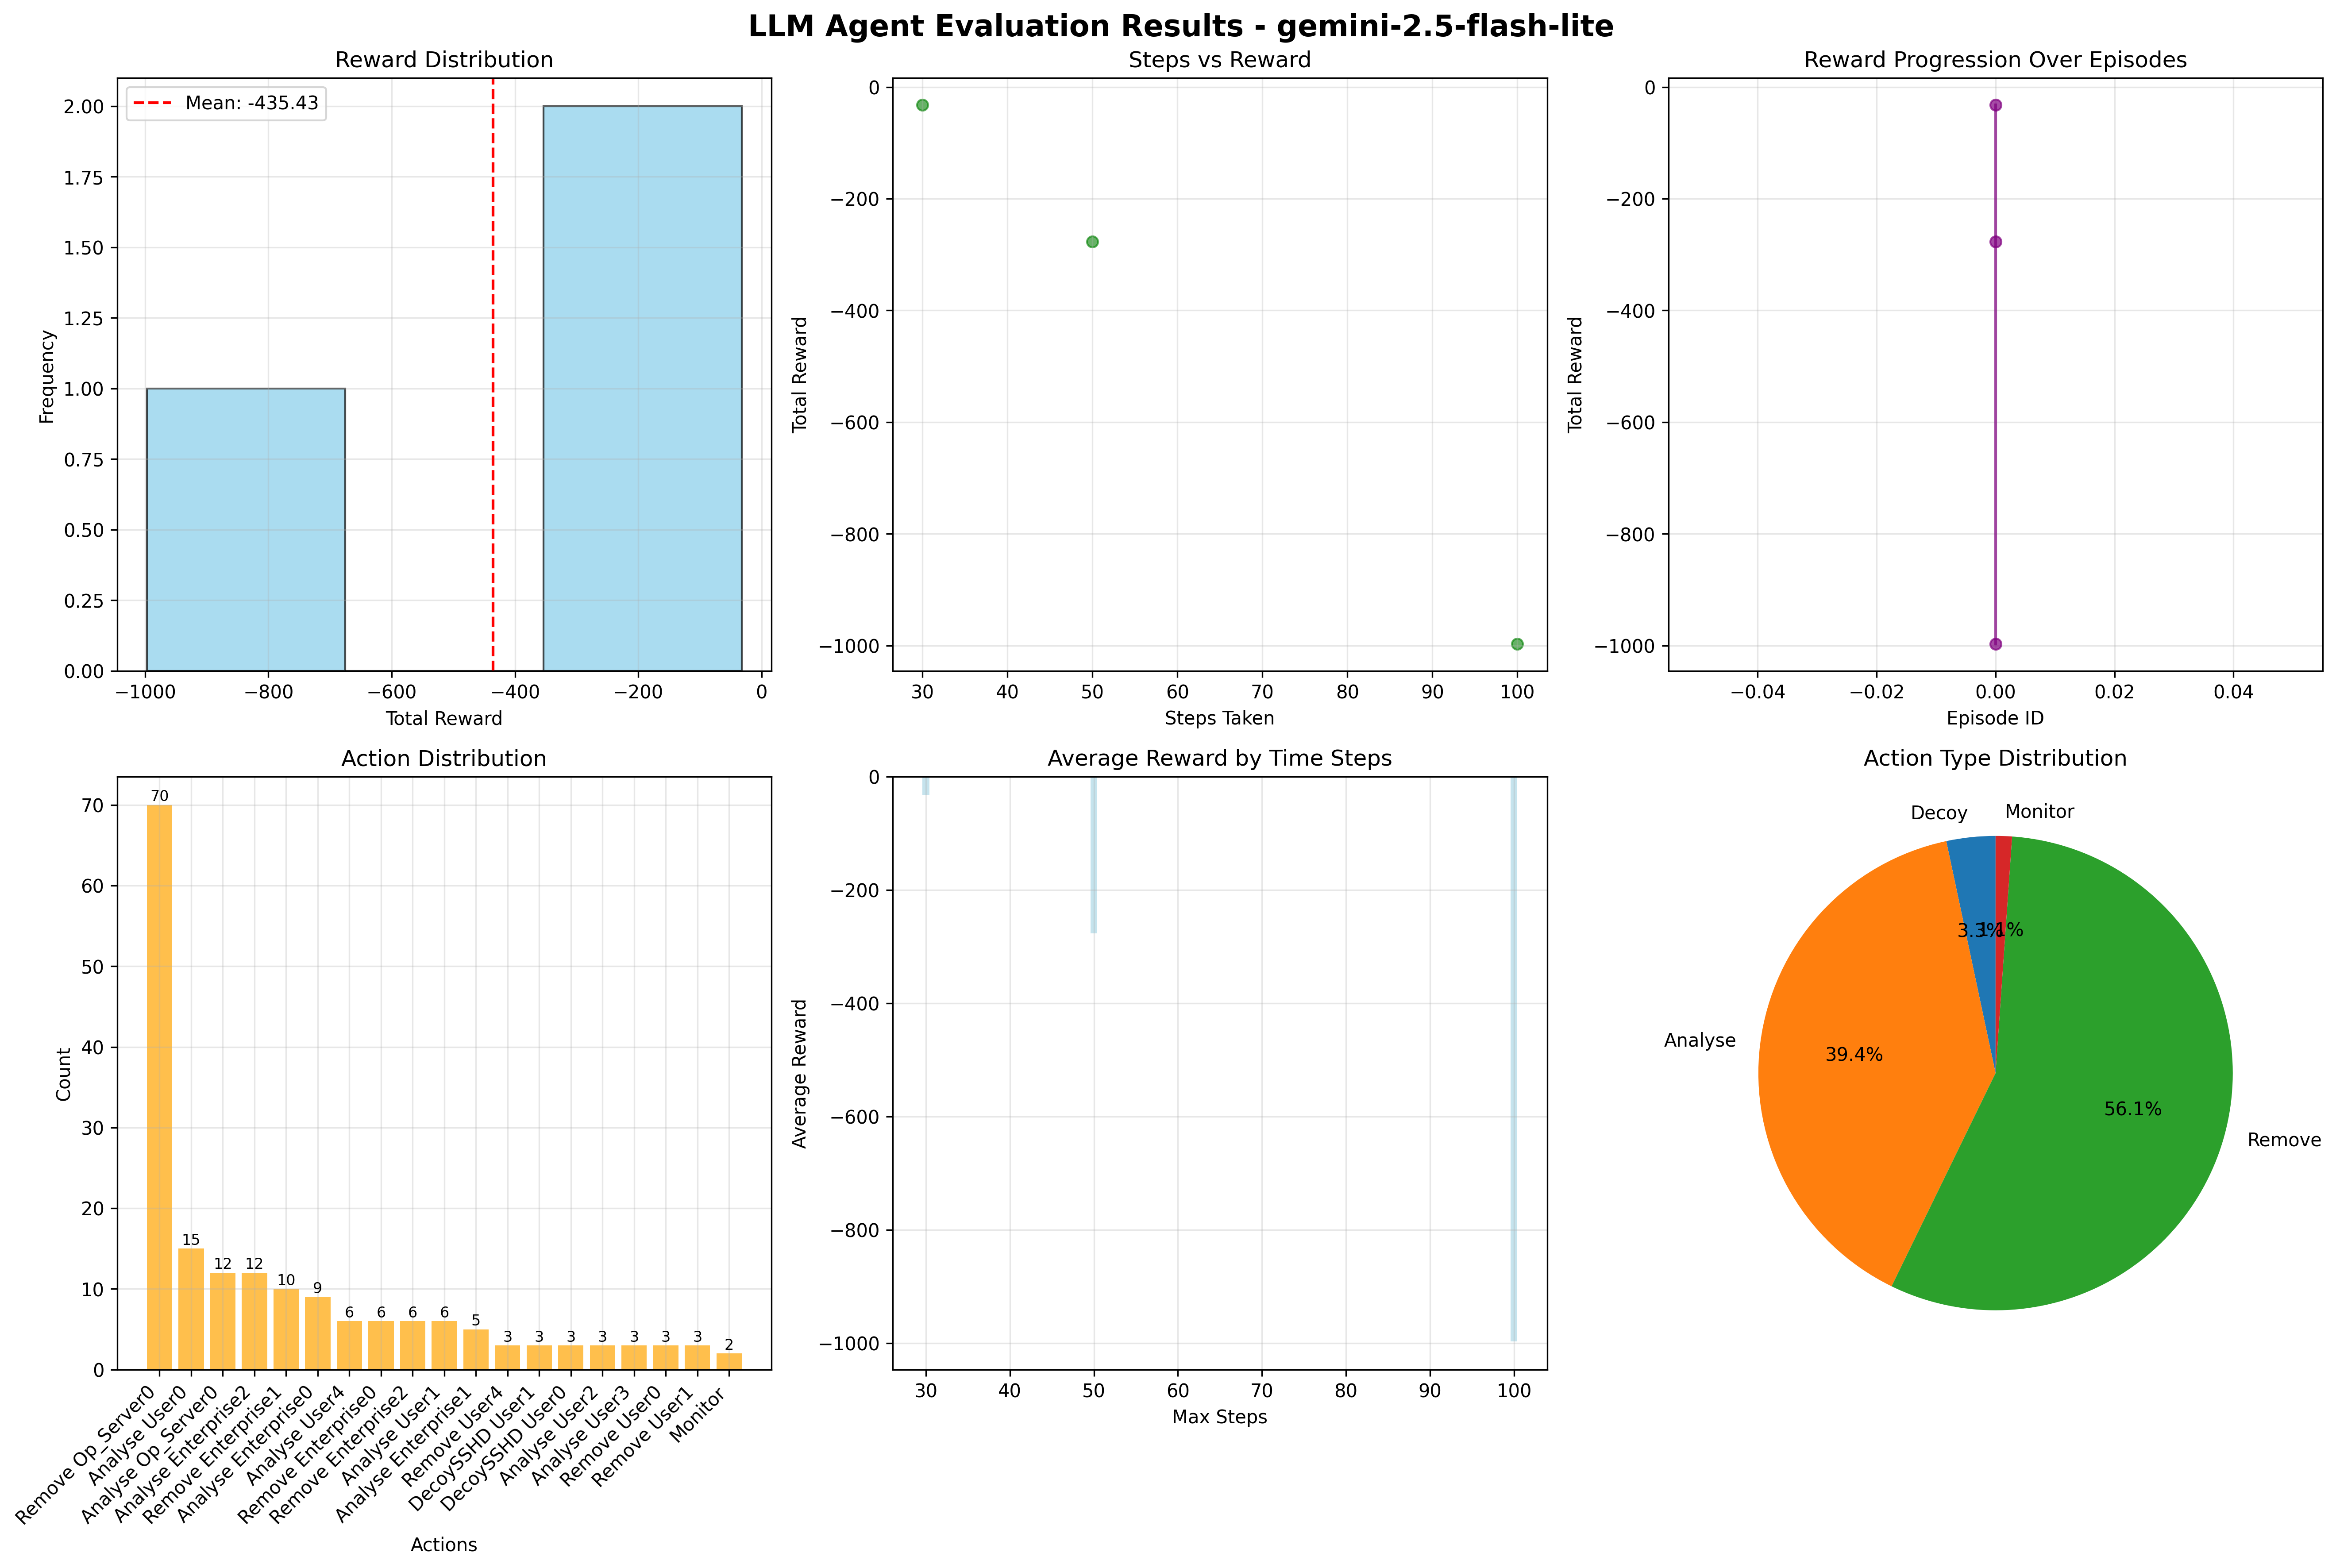 LLM Agent Evaluation Results - gemini-2.5-flash-lite
Reward Distribution
Mean: -435.43
Frequency
2.00
1.75
1.50
1.25
1.00
0.75
0.50
0.25
0.00
−1000 −800 −600 −400 −200 0
Total Reward
Steps vs Reward
Total Reward
0
−200
−400
−600
−800
−1000
30 40 50 60 70 80 90 100
Steps Taken
Reward Progression Over Episodes
Total Reward
0
−200
−400
−600
−800
−1000
−0.04 −0.02 0.00 0.02 0.04
Episode ID
Action Distribution
Count
70
60
50
40
30
20
10
0
70 15 12 12 10 9 6 6 6 6 5 3 3 3 3 3 3 3 2
Remove Op_Server0
Analyse User0
Analyse Op_Server0
Analyse Enterprise2
Remove Enterprise1
Analyse Enterprise0
Analyse User4
Remove Enterprise0
Remove Enterprise2
Analyse User1
Analyse Enterprise1
Remove User4
DecoySSHD User1
DecoySSHD User0
Analyse User2
Analyse User3
Remove User0
Remove User1
Monitor
Actions
Average Reward by Time Steps
Average Reward
0
−200
−400
−600
−800
−1000
30 40 50 60 70 80 90 100
Max Steps
Action Type Distribution
Decoy
Monitor
3.3%
1.1%
Analyse
39.4%
56.1%
Remove